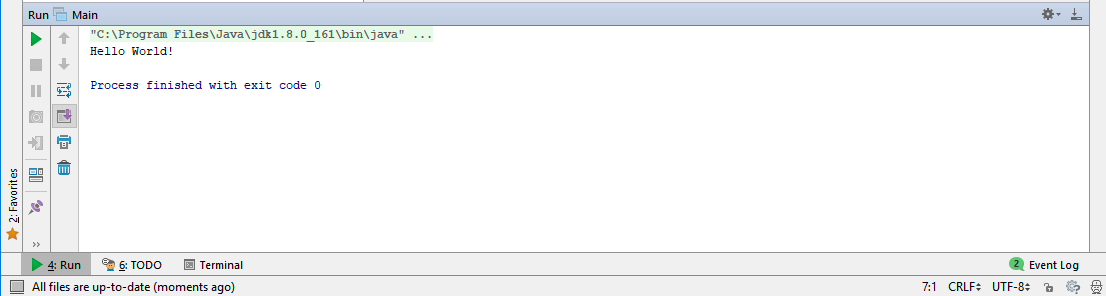 Run Main
"C:\Program Files\Java\jdk1.8.0_161\bin\java" ...
Hello World!
Process finished with exit code 0
2: Favorites
4: Run 6: TODO Terminal 2 Event Log
All files are up-to-date (moments ago) 7:1 CRLF UTF-8